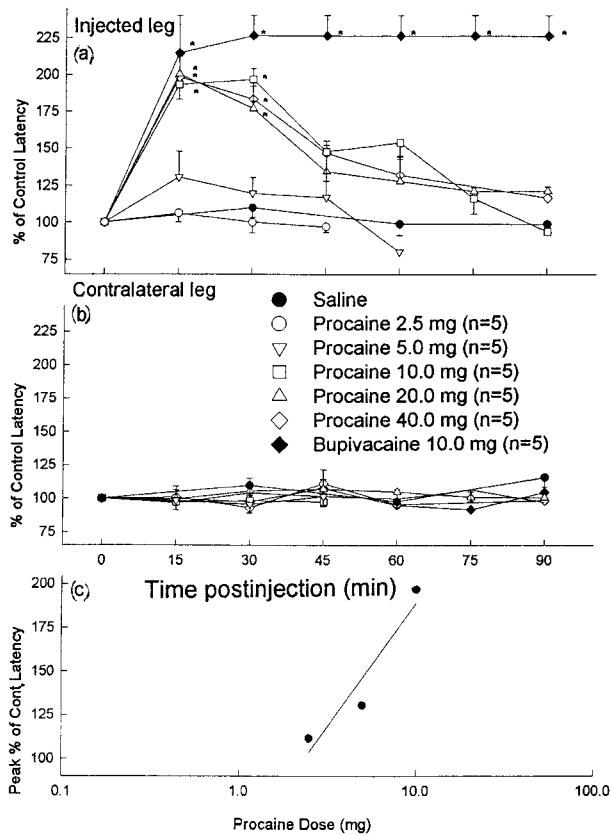 Injected leg
(a)
225
200
175
150
125
100
75
% of Control Latency
* * * * * *
* *
* *
*
Contralateral leg
(b)
Saline
Procaine 2.5 mg (n=5)
Procaine 5.0 mg (n=5)
Procaine 10.0 mg (n=5)
Procaine 20.0 mg (n=5)
Procaine 40.0 mg (n=5)
Bupivacaine 10.0 mg (n=5)
225
200
175
150
125
100
75
% of Control Latency
0 15 30 45 60 75 90
Time postinjection (min)
(c)
200
175
150
125
100
Peak % of Cont. Latency
0.1 1.0 10.0 100.0
Procaine Dose (mg)